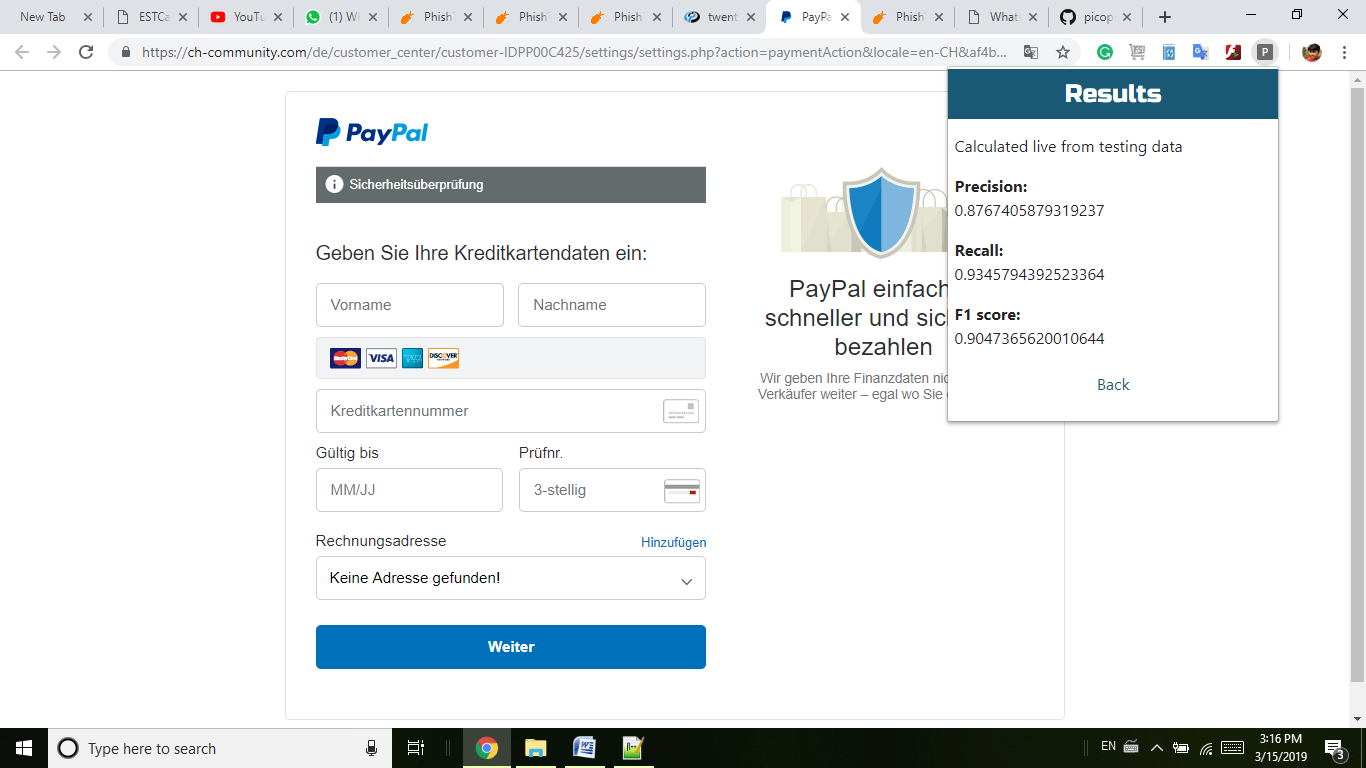 New Tab
ESTCa
YouTu
(1) W
Phish
Phish
Phish
twent
PayPa
Phish
What
picop
https://ch-community.com/de/customer_center/customer-IDPP00C425/settings/settings.php?action=paymentAction&locale=en-CH&af4b...
P
Results
Calculated live from testing data
Precision:
0.8767405879319237
Recall:
0.9345794392523364
F1 score:
0.9047365620010644
Back
PayPal
Sicherheitsüberprüfung
Geben Sie Ihre Kreditkartendaten ein:
Vorname
Nachname
MasterCard VISA DISCOVER
Kreditkartennummer
Gültig bis
Prüfnr.
MM/JJ
3-stellig
Rechnungsadresse
Hinzufügen
Keine Adresse gefunden!
Weiter
PayPal einfach
schneller und sic
bezahlen
Wir geben Ihre Finanzdaten nic
Verkäufer weiter – egal wo Sie
Type here to search
EN
3:16 PM
3/15/2019
3